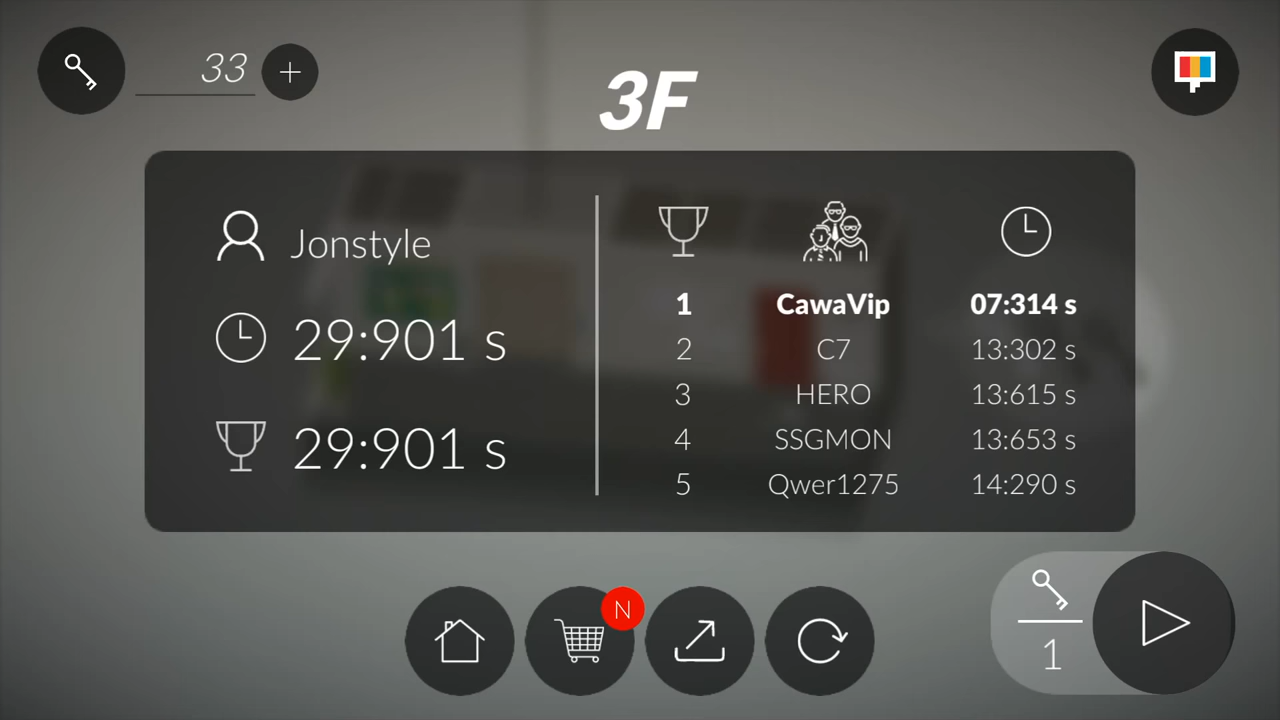 33
3F
Jonstyle
29:901 s
29:901 s
1 CawaVip 07:314 s
2 C7 13:302 s
3 HERO 13:615 s
4 SSGMON 13:653 s
5 Qwer1275 14:290 s
N
1